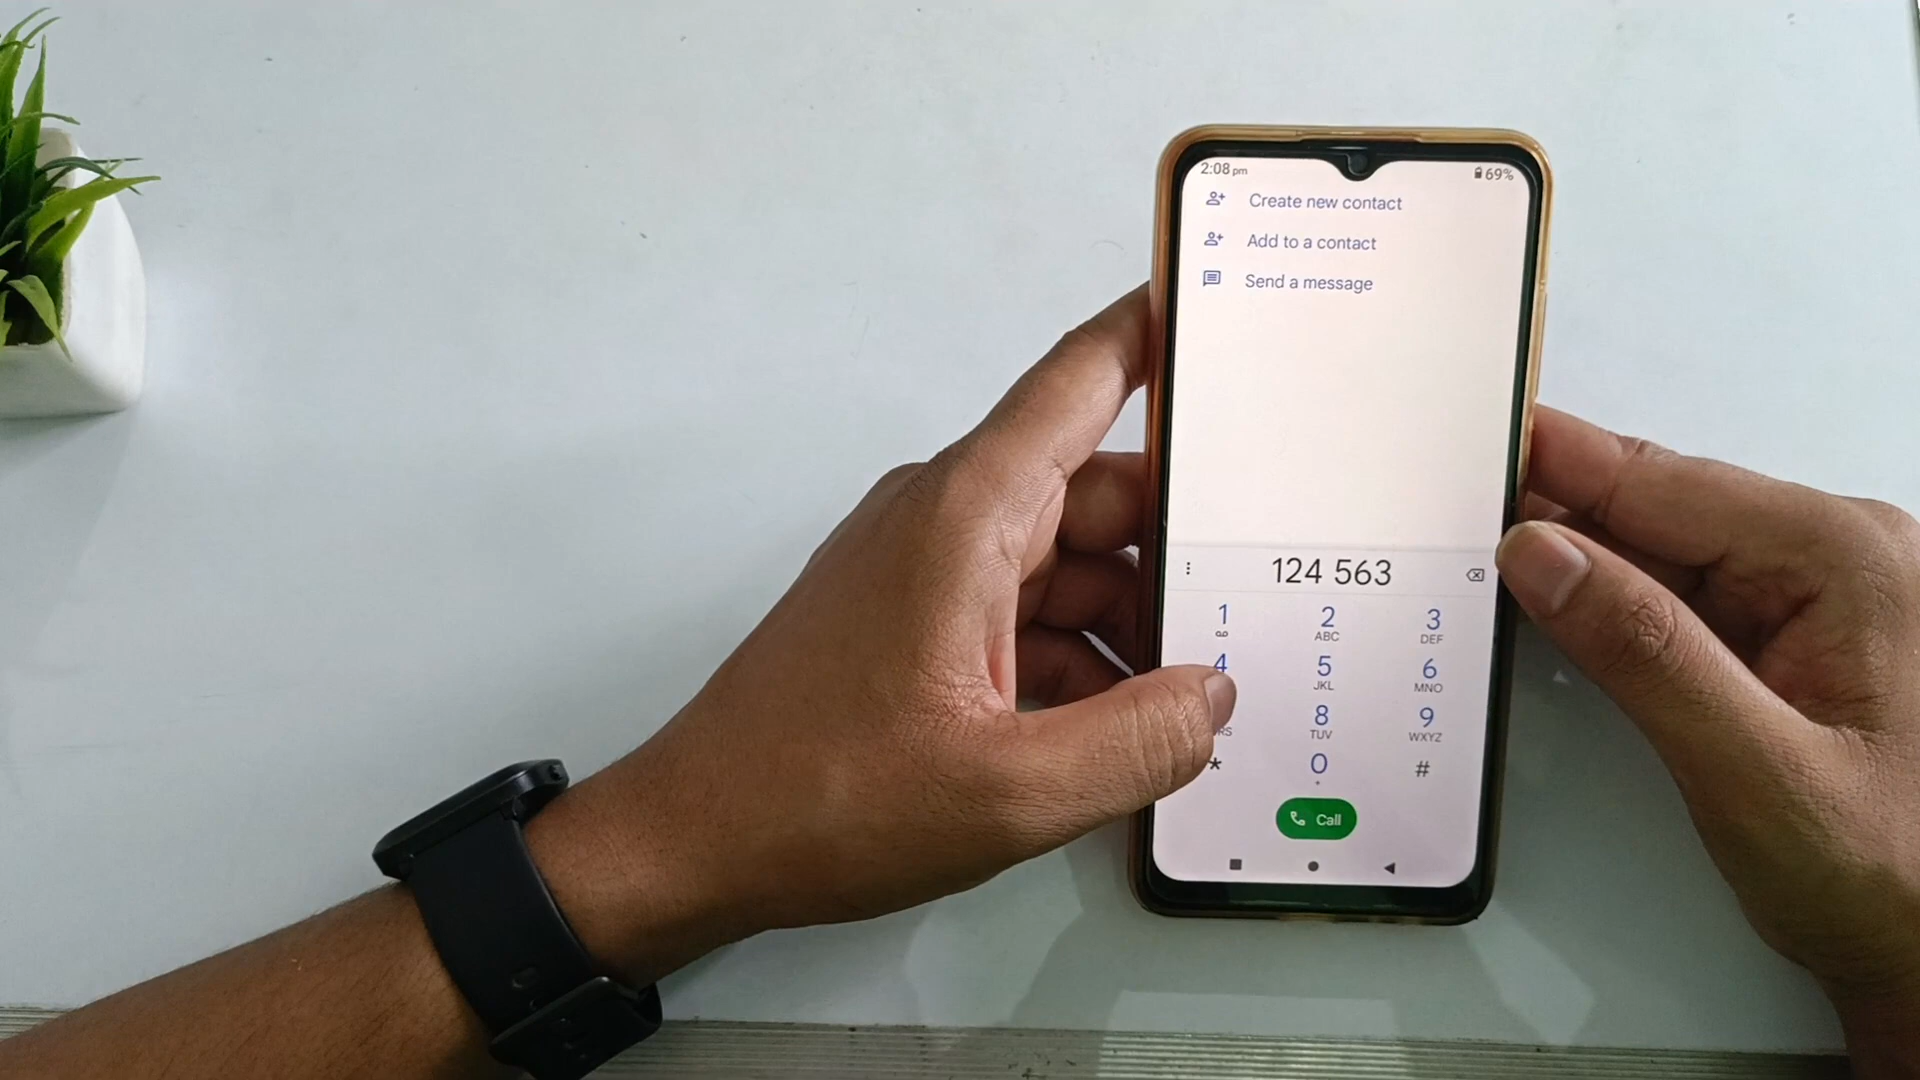 2:08 pm 69%
Create new contact
Add to a contact
Send a message
124 563
1 2 3
ABC DEF
4 5 6
JKL MNO
8 9
TUV WXYZ
* 0 #
+
Call